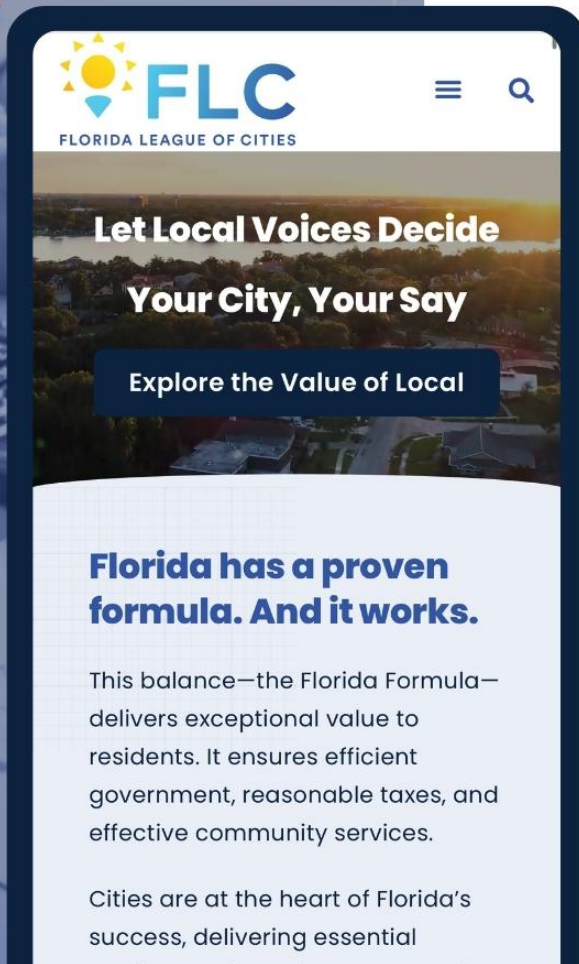 FLC
FLORIDA LEAGUE OF CITIES
Let Local Voices Decide
Your City, Your Say
Explore the Value of Local
Florida has a proven
formula. And it works.
This balance—the Florida Formula—
delivers exceptional value to
residents. It ensures efficient
government, reasonable taxes, and
effective community services.
Cities are at the heart of Florida’s
success, delivering essential